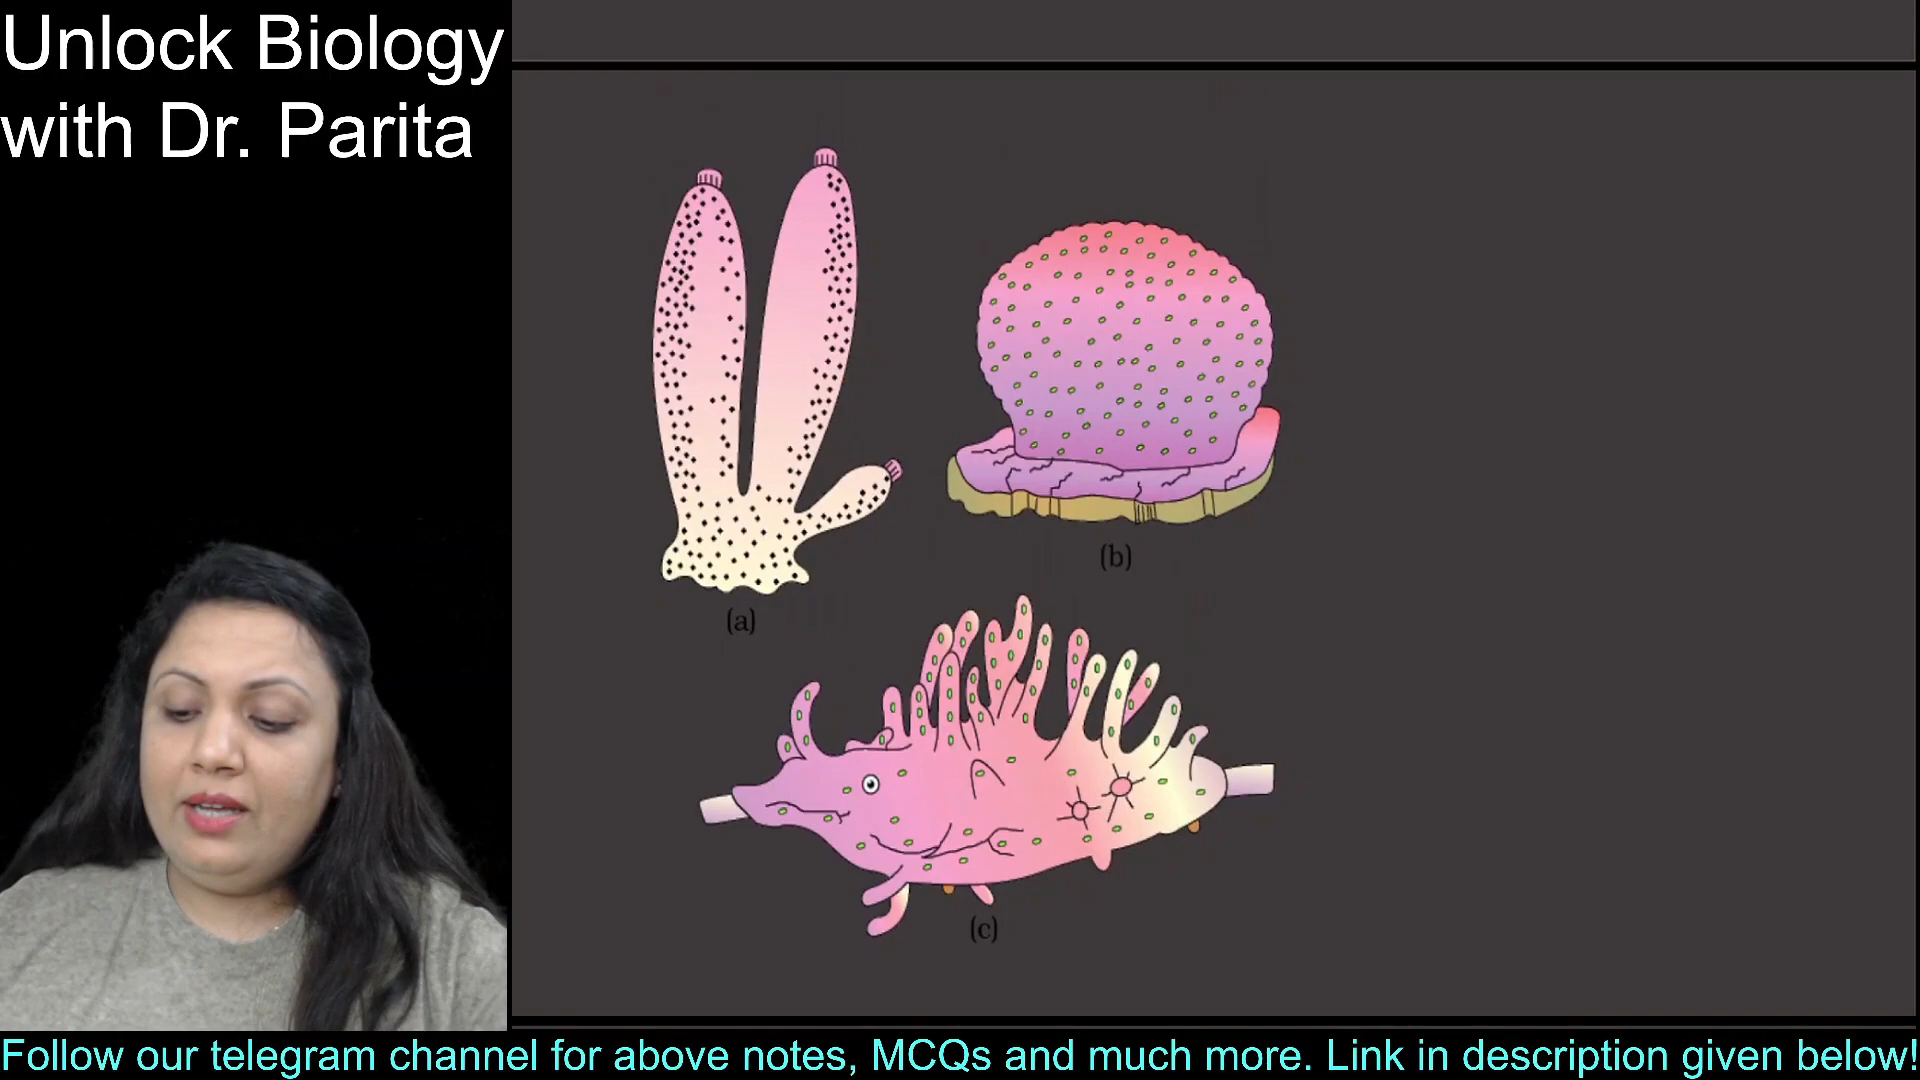 Unlock Biology
with Dr. Parita
(a)
(b)
(c)
Follow our telegram channel for above notes, MCQs and much more. Link in description given below!